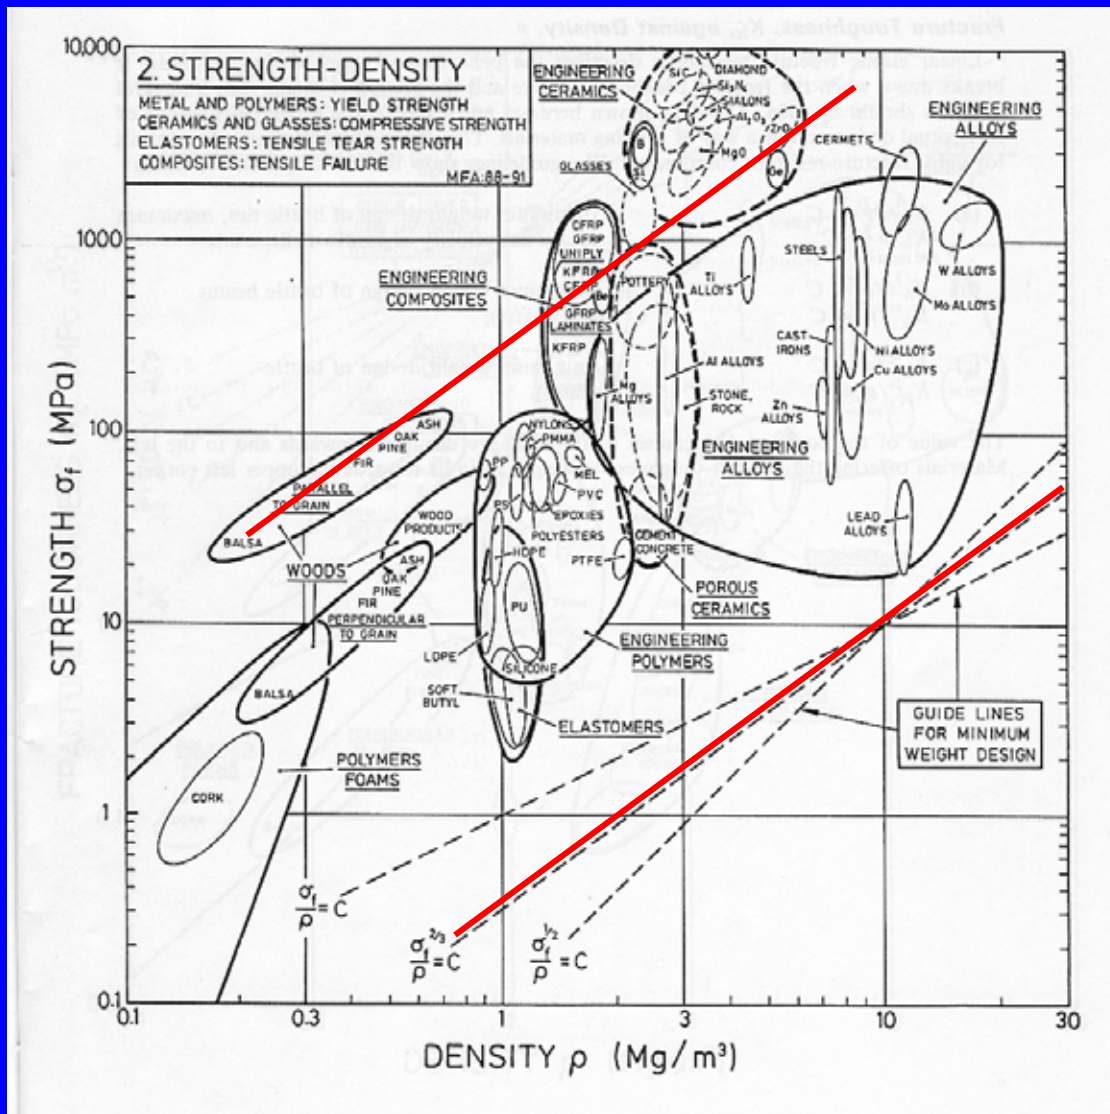 Fracture Toughness, K_Ic, against Density, ρ
10,000
1000
100
10
1
0.1
STRENGTH σf (MPa)
2. STRENGTH-DENSITY
METAL AND POLYMERS: YIELD STRENGTH
CERAMICS AND GLASSES: COMPRESSIVE STRENGTH
ELASTOMERS: TENSILE TEAR STRENGTH
COMPOSITES: TENSILE FAILURE
MFA:88-91
ENGINEERING
CERAMICS
GLASSES
DIAMOND
SiC
Si₃N₄
SIALONS
Al₂O₃
ZrO₂
MgO
B
Si
Ge
CERMETS
ENGINEERING
ALLOYS
CFRP
GFRP
UNIPLY
KFRP
CFRP
Be
GFRP
LAMINATES
KFRP
ENGINEERING
COMPOSITES
POTTERY
Ti
ALLOYS
STEELS
W ALLOYS
Mo ALLOYS
CAST
IRONS
Ni ALLOYS
Cu ALLOYS
Al ALLOYS
Mg
ALLOYS
STONE,
ROCK
Zn
ALLOYS
ENGINEERING
ALLOYS
LEAD
ALLOYS
ASH
OAK
PINE
FIR
PARALLEL
TO GRAIN
BALSA
WOODS
NYLONS
PMMA
PP
MEL
PVC
EPOXIES
PS
POLYESTERS
HDPE
PTFE
CEMENT
CONCRETE
WOOD
PRODUCTS
ASH
OAK
PINE
FIR
PERPENDICULAR
TO GRAIN
BALSA
POROUS
CERAMICS
PU
LDPE
SILICONE
SOFT
BUTYL
ENGINEERING
POLYMERS
ELASTOMERS
POLYMERS
FOAMS
CORK
GUIDE LINES
FOR MINIMUM
WEIGHT DESIGN
σf/ρ=C
σf^2/3/ρ=C
σf^1/2/ρ=C
0.1
0.3
1
3
10
30
DENSITY ρ (Mg/m³)